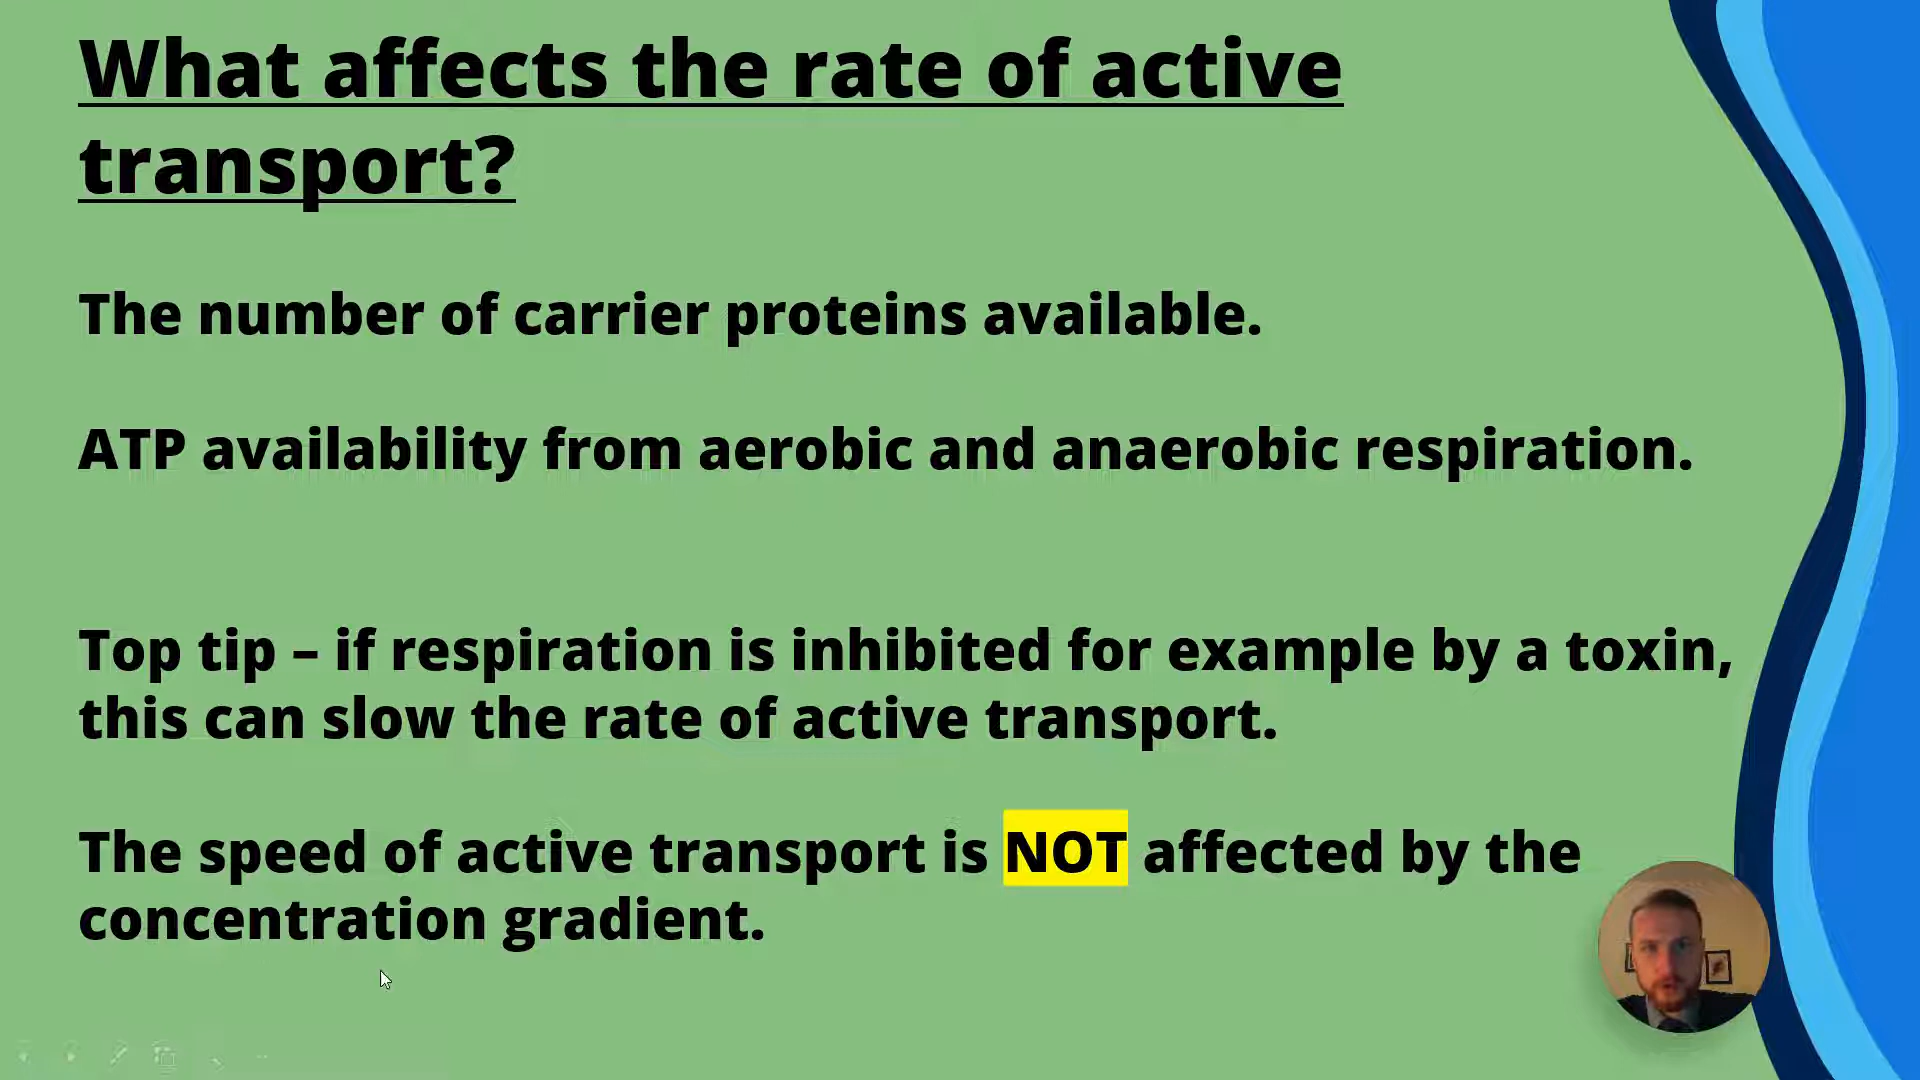 What affects the rate of active
transport?
The number of carrier proteins available.
ATP availability from aerobic and anaerobic respiration.
Top tip – if respiration is inhibited for example by a toxin,
this can slow the rate of active transport.
The speed of active transport is NOT affected by the
concentration gradient.